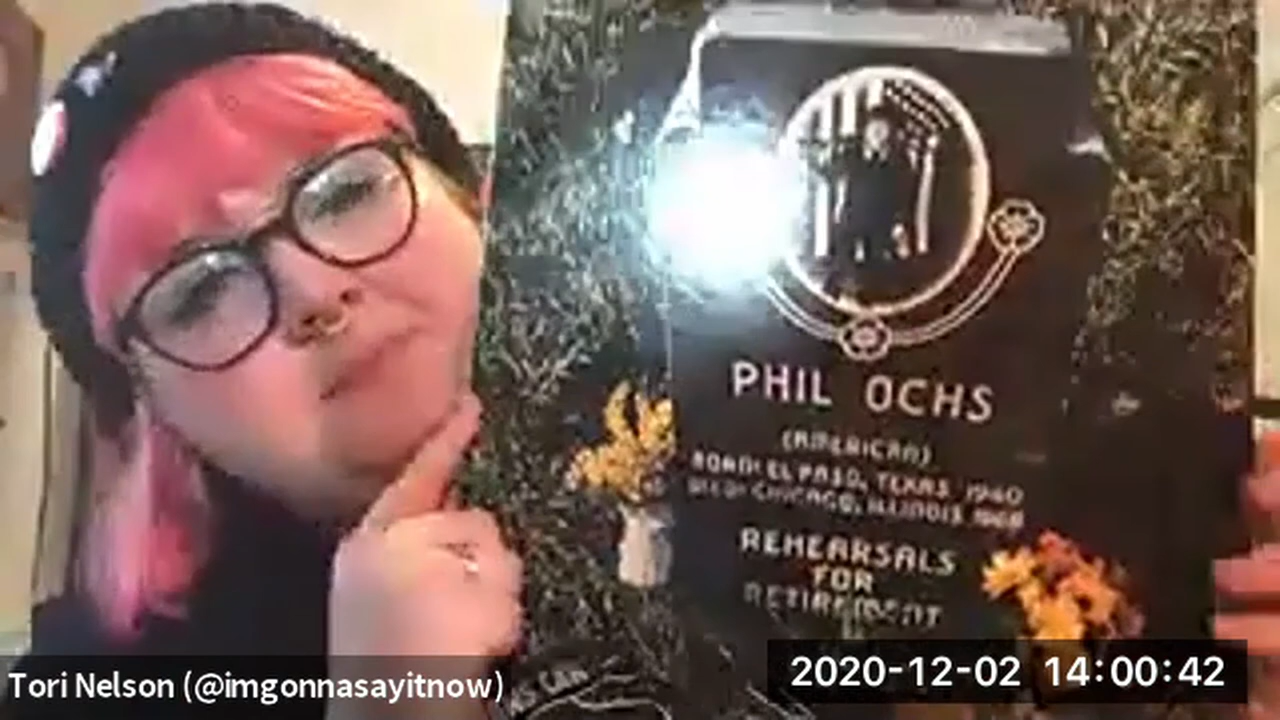 PHIL OCHS
(AMERICAN)
BORN: EL PASO, TEXAS 1940
DIED: CHICAGO, ILLINOIS 1968
REHEARSALS
FOR
RETIREMENT
Tori Nelson (@imgonnasayitnow)
2020-12-02 14:00:42